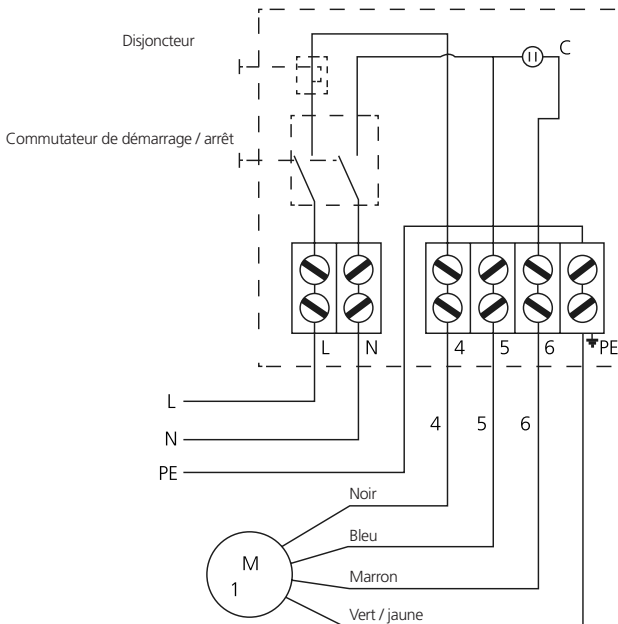 Disjoncteur
C
Commutateur de démarrage / arrêt
L N 4 5 6 PE
L
N
PE
4 5 6
Noir
Bleu
Marron
Vert / jaune
M
1